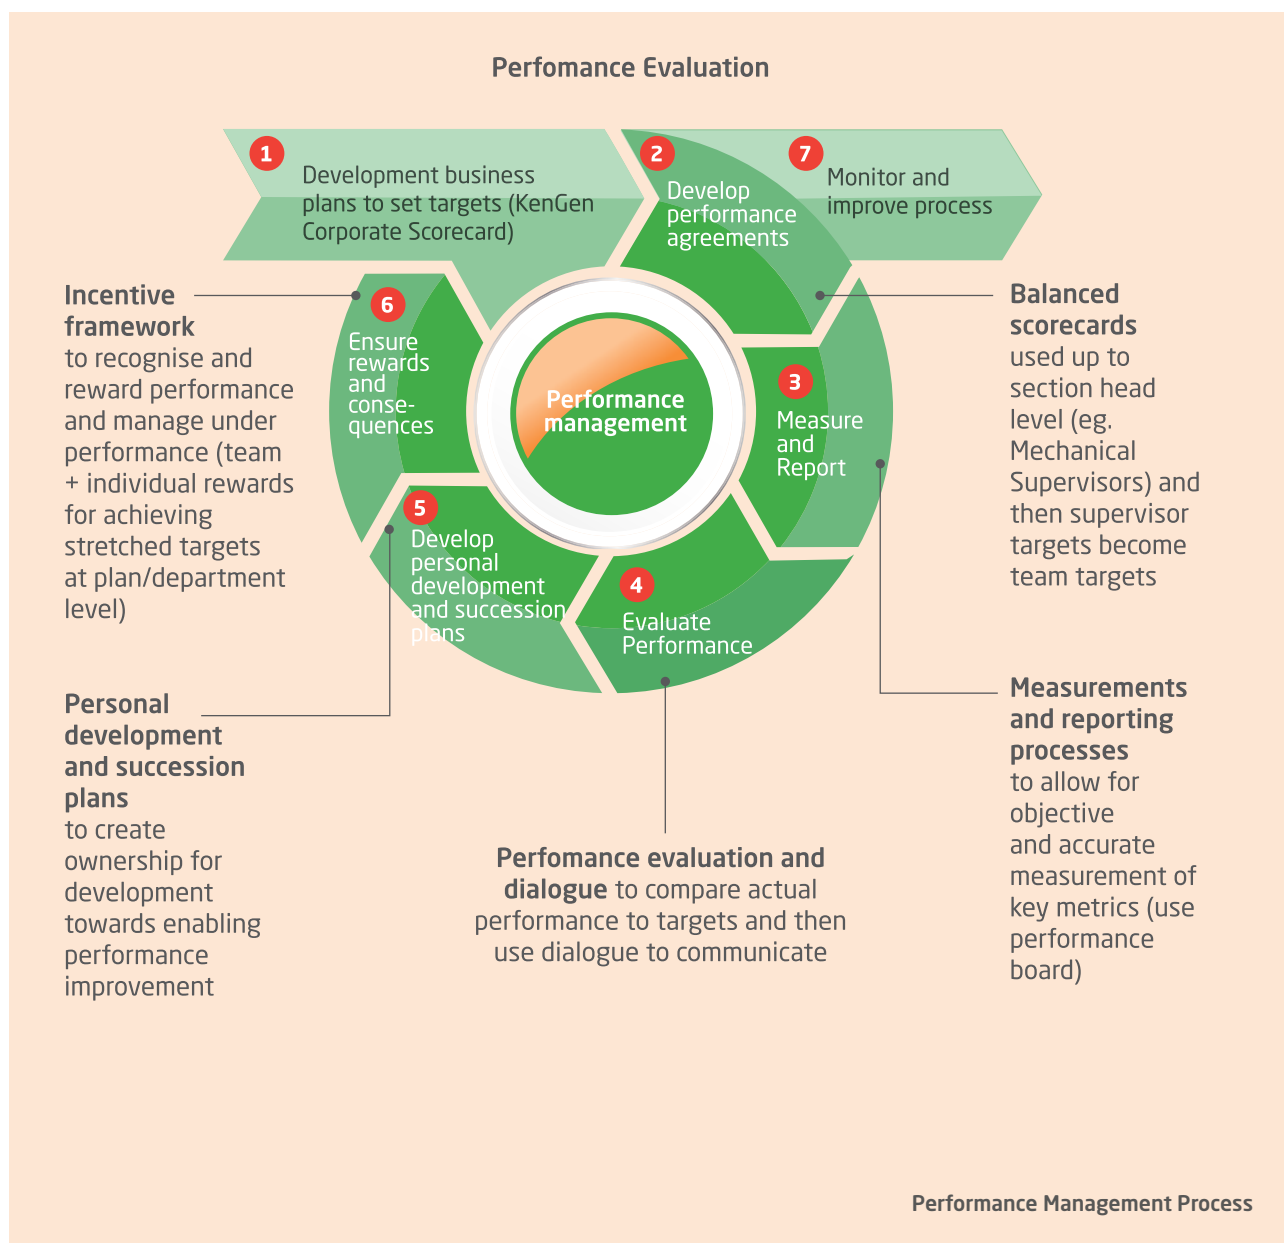 Perfomance Evaluation
1
Development business
plans to set targets (KenGen
Corporate Scorecard)
2
Develop
performance
agreements
7
Monitor and
improve process
6
Ensure
rewards
and
conse-
quences
Performance
management
3
Measure
and
Report
5
Develop
personal
development
and succession
plans
4
Evaluate
Performance
Incentive
framework
to recognise and
reward performance
and manage under
performance (team
+ individual rewards
for achieving
stretched targets
at plan/department
level)
Balanced
scorecards
used up to
section head
level (eg.
Mechanical
Supervisors) and
then supervisor
targets become
team targets
Personal
development
and succession
plans
to create
ownership for
development
towards enabling
performance
improvement
Perfomance evaluation and
dialogue to compare actual
performance to targets and then
use dialogue to communicate
Measurements
and reporting
processes
to allow for
objective
and accurate
measurement of
key metrics (use
performance
board)
Performance Management Process